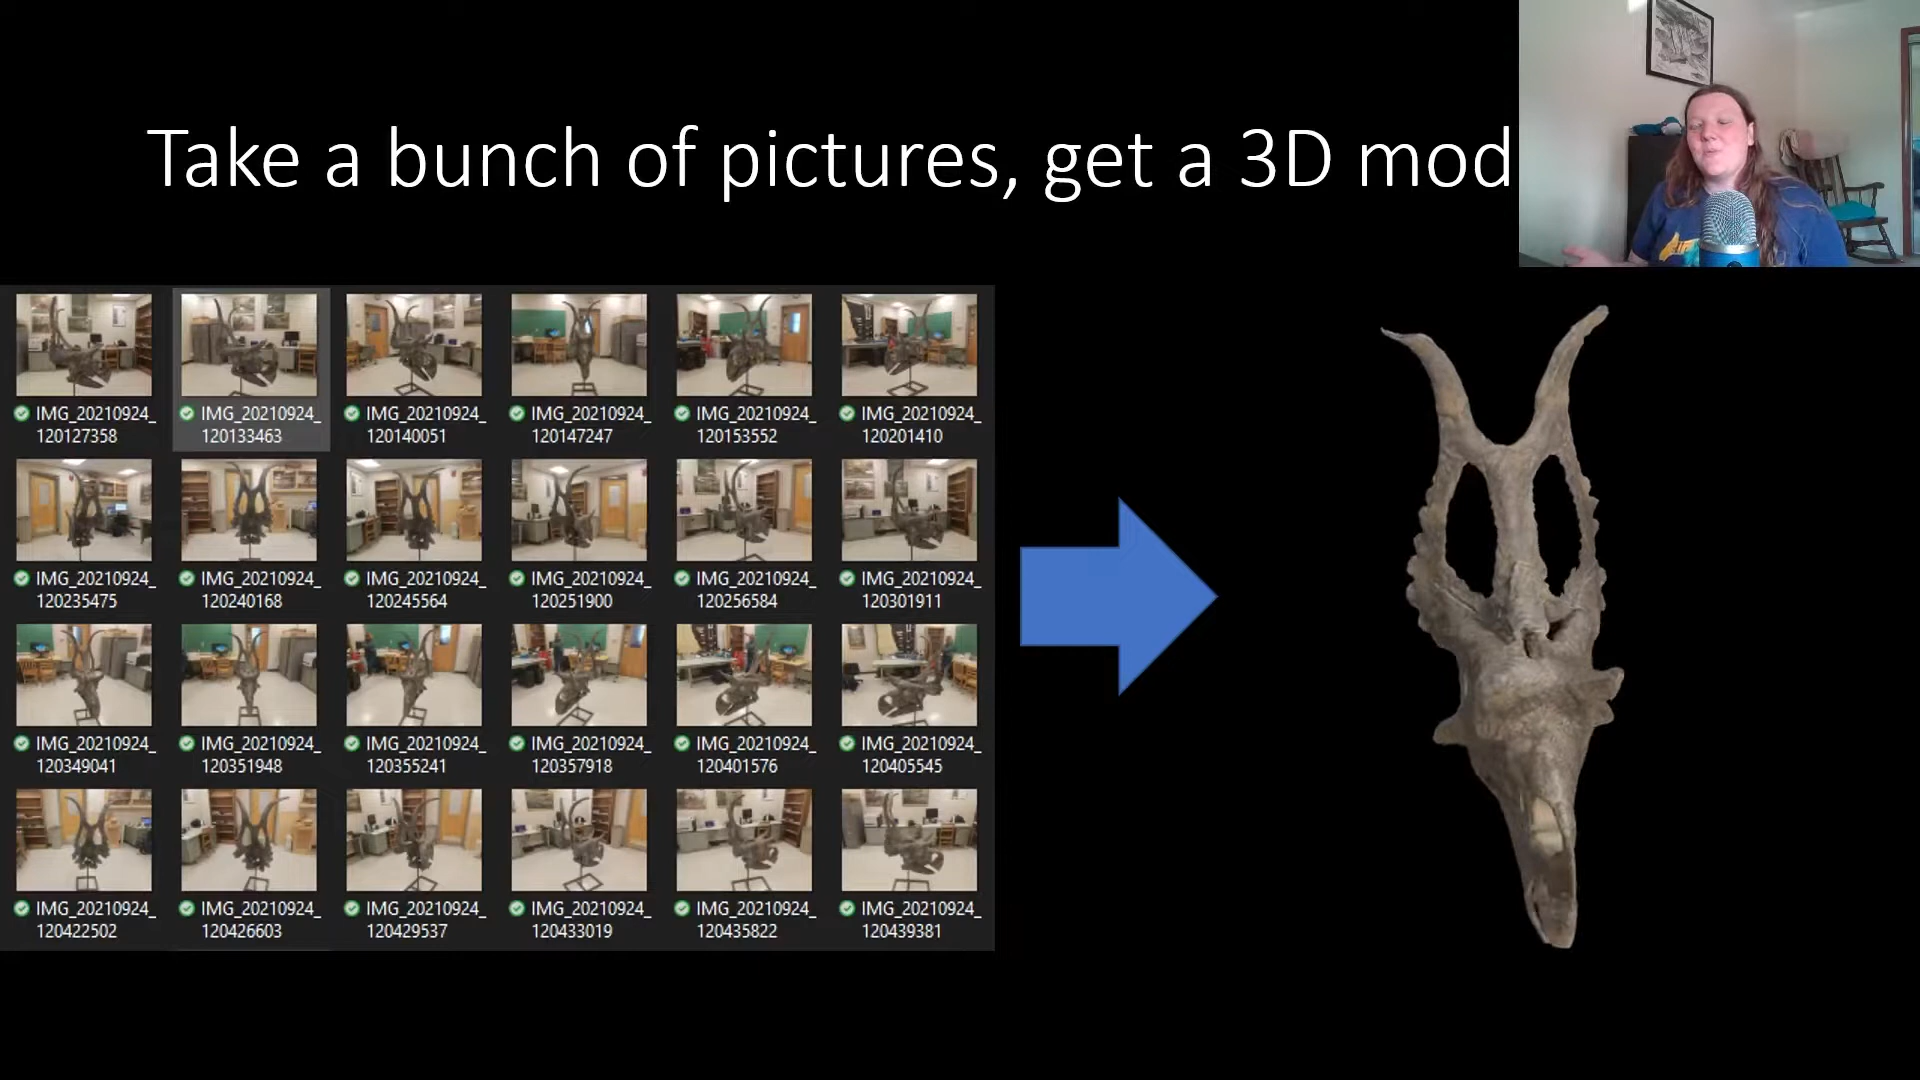 Take a bunch of pictures, get a 3D mod
IMG_20210924_ IMG_20210924_ IMG_20210924_ IMG_20210924_ IMG_20210924_ IMG_20210924_
120127358 120133463 120140051 120147247 120153552 120201410
IMG_20210924_ IMG_20210924_ IMG_20210924_ IMG_20210924_ IMG_20210924_ IMG_20210924_
120235475 120240168 120245564 120251900 120256584 120301911
IMG_20210924_ IMG_20210924_ IMG_20210924_ IMG_20210924_ IMG_20210924_ IMG_20210924_
120349041 120351948 120355241 120357918 120401576 120405545
IMG_20210924_ IMG_20210924_ IMG_20210924_ IMG_20210924_ IMG_20210924_ IMG_20210924_
120422502 120426603 120429537 120433019 120435822 120439381